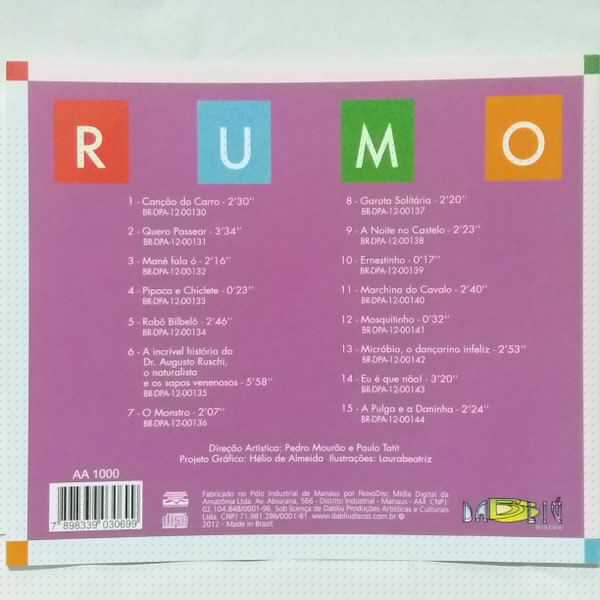 R U M O
1 - Canção do Carro - 2'30''
BR-DPA-12-00130
2 - Quero Passear - 3'34''
BR-DPA-12-00131
3 - Mané fala ó - 2'16''
BR-DPA-12-00132
4 - Pipoca e Chiclete - 0'23''
BR-DPA-12-00133
5 - Robô Bilbelô - 2'46''
BR-DPA-12-00134
6 - A incrível história do
Dr. Augusto Ruschi,
o naturalista
e os sapos venenosos - 5'58''
BR-DPA-12-00135
7 - O Monstro - 2'07''
BR-DPA-12-00136
8 - Garota Solitária - 2'20''
BR-DPA-12-00137
9 - A Noite no Castelo - 2'23''
BR-DPA-12-00138
10 - Ernestinho - 0'17''
BR-DPA-12-00139
11 - Marchina do Cavalo - 2'40''
BR-DPA-12-00140
12 - Mosquitinho - 0'32''
BR-DPA-12-00141
13 - Micróbio, o dançarino infeliz - 2'53''
BR-DPA-12-00142
14 - Eu é que não! - 3'20''
BR-DPA-12-00143
15 - A Pulga e a Daninha - 2'24''
BR-DPA-12-00144
Direção Artística: Pedro Mourão e Paulo Tatit
Projeto Gráfico: Hélio de Almeida Ilustrações: Laurabeatriz
AA 1000
7 898339 030699
Fabricado no Pólo Industrial de Manaus por NovoDisc Mídia Digital da
Amazônia Ltda. Av. Abiurana, 566 - Distrito Industrial - Manaus - AM. CNPJ:
02.104.848/0001-96. Sob licença de Dabliú Produções Artísticas e Culturais
Ltda. CNPJ 71.981.286/0001-81. www.dabliudiscos.com.br ©
2012 - Made in Brazil
DABLIÚ
DISCOS